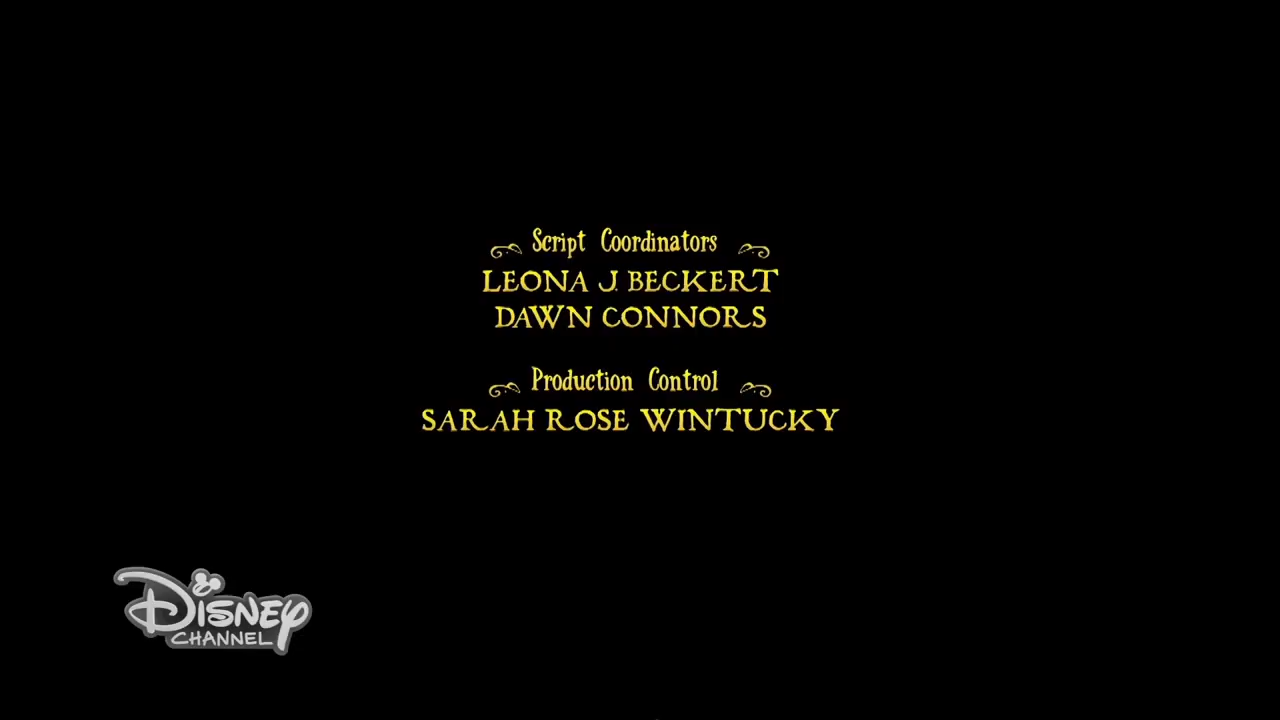 Script Coordinators
LEONA J. BECKERT
DAWN CONNORS
Production Control
SARAH ROSE WINTUCKY
DISNEY
CHANNEL